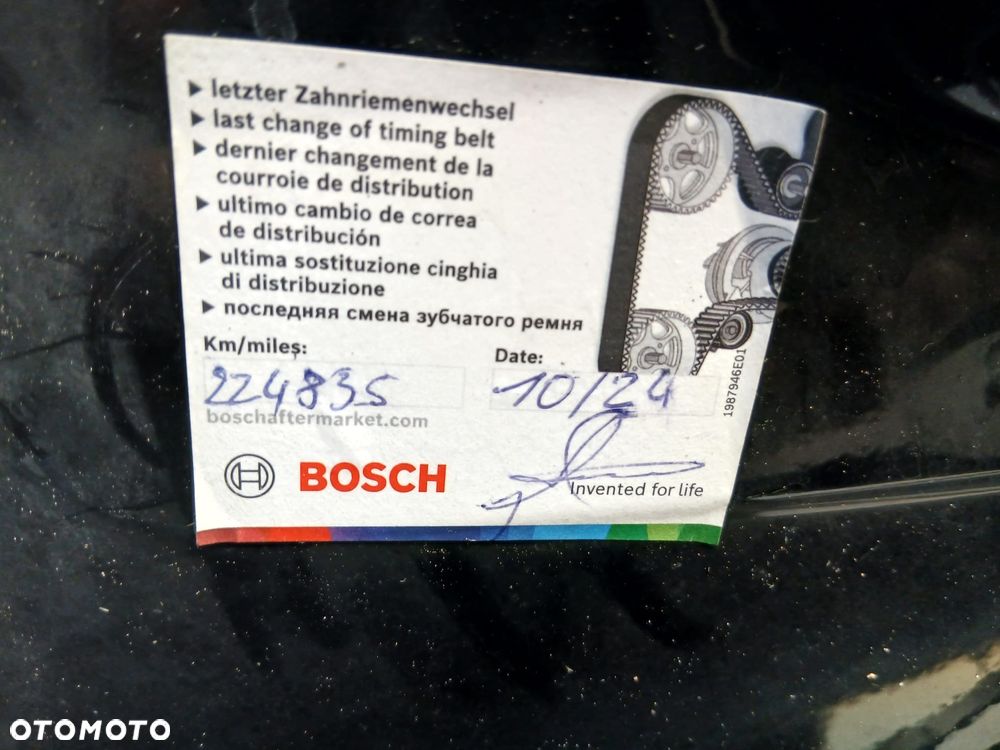 ▶ letzter Zahnriemenwechsel
▶ last change of timing belt
▶ dernier changement de la
courroie de distribution
▶ ultimo cambio de correa
de distribución
▶ ultima sostituzione cinghia
di distribuzione
▶ последняя смена зубчатого ремня
Km/miles:
Date:
224835
10/24
boschaftermarket.com
1987946E01
BOSCH
Invented for life
OTOMOTO